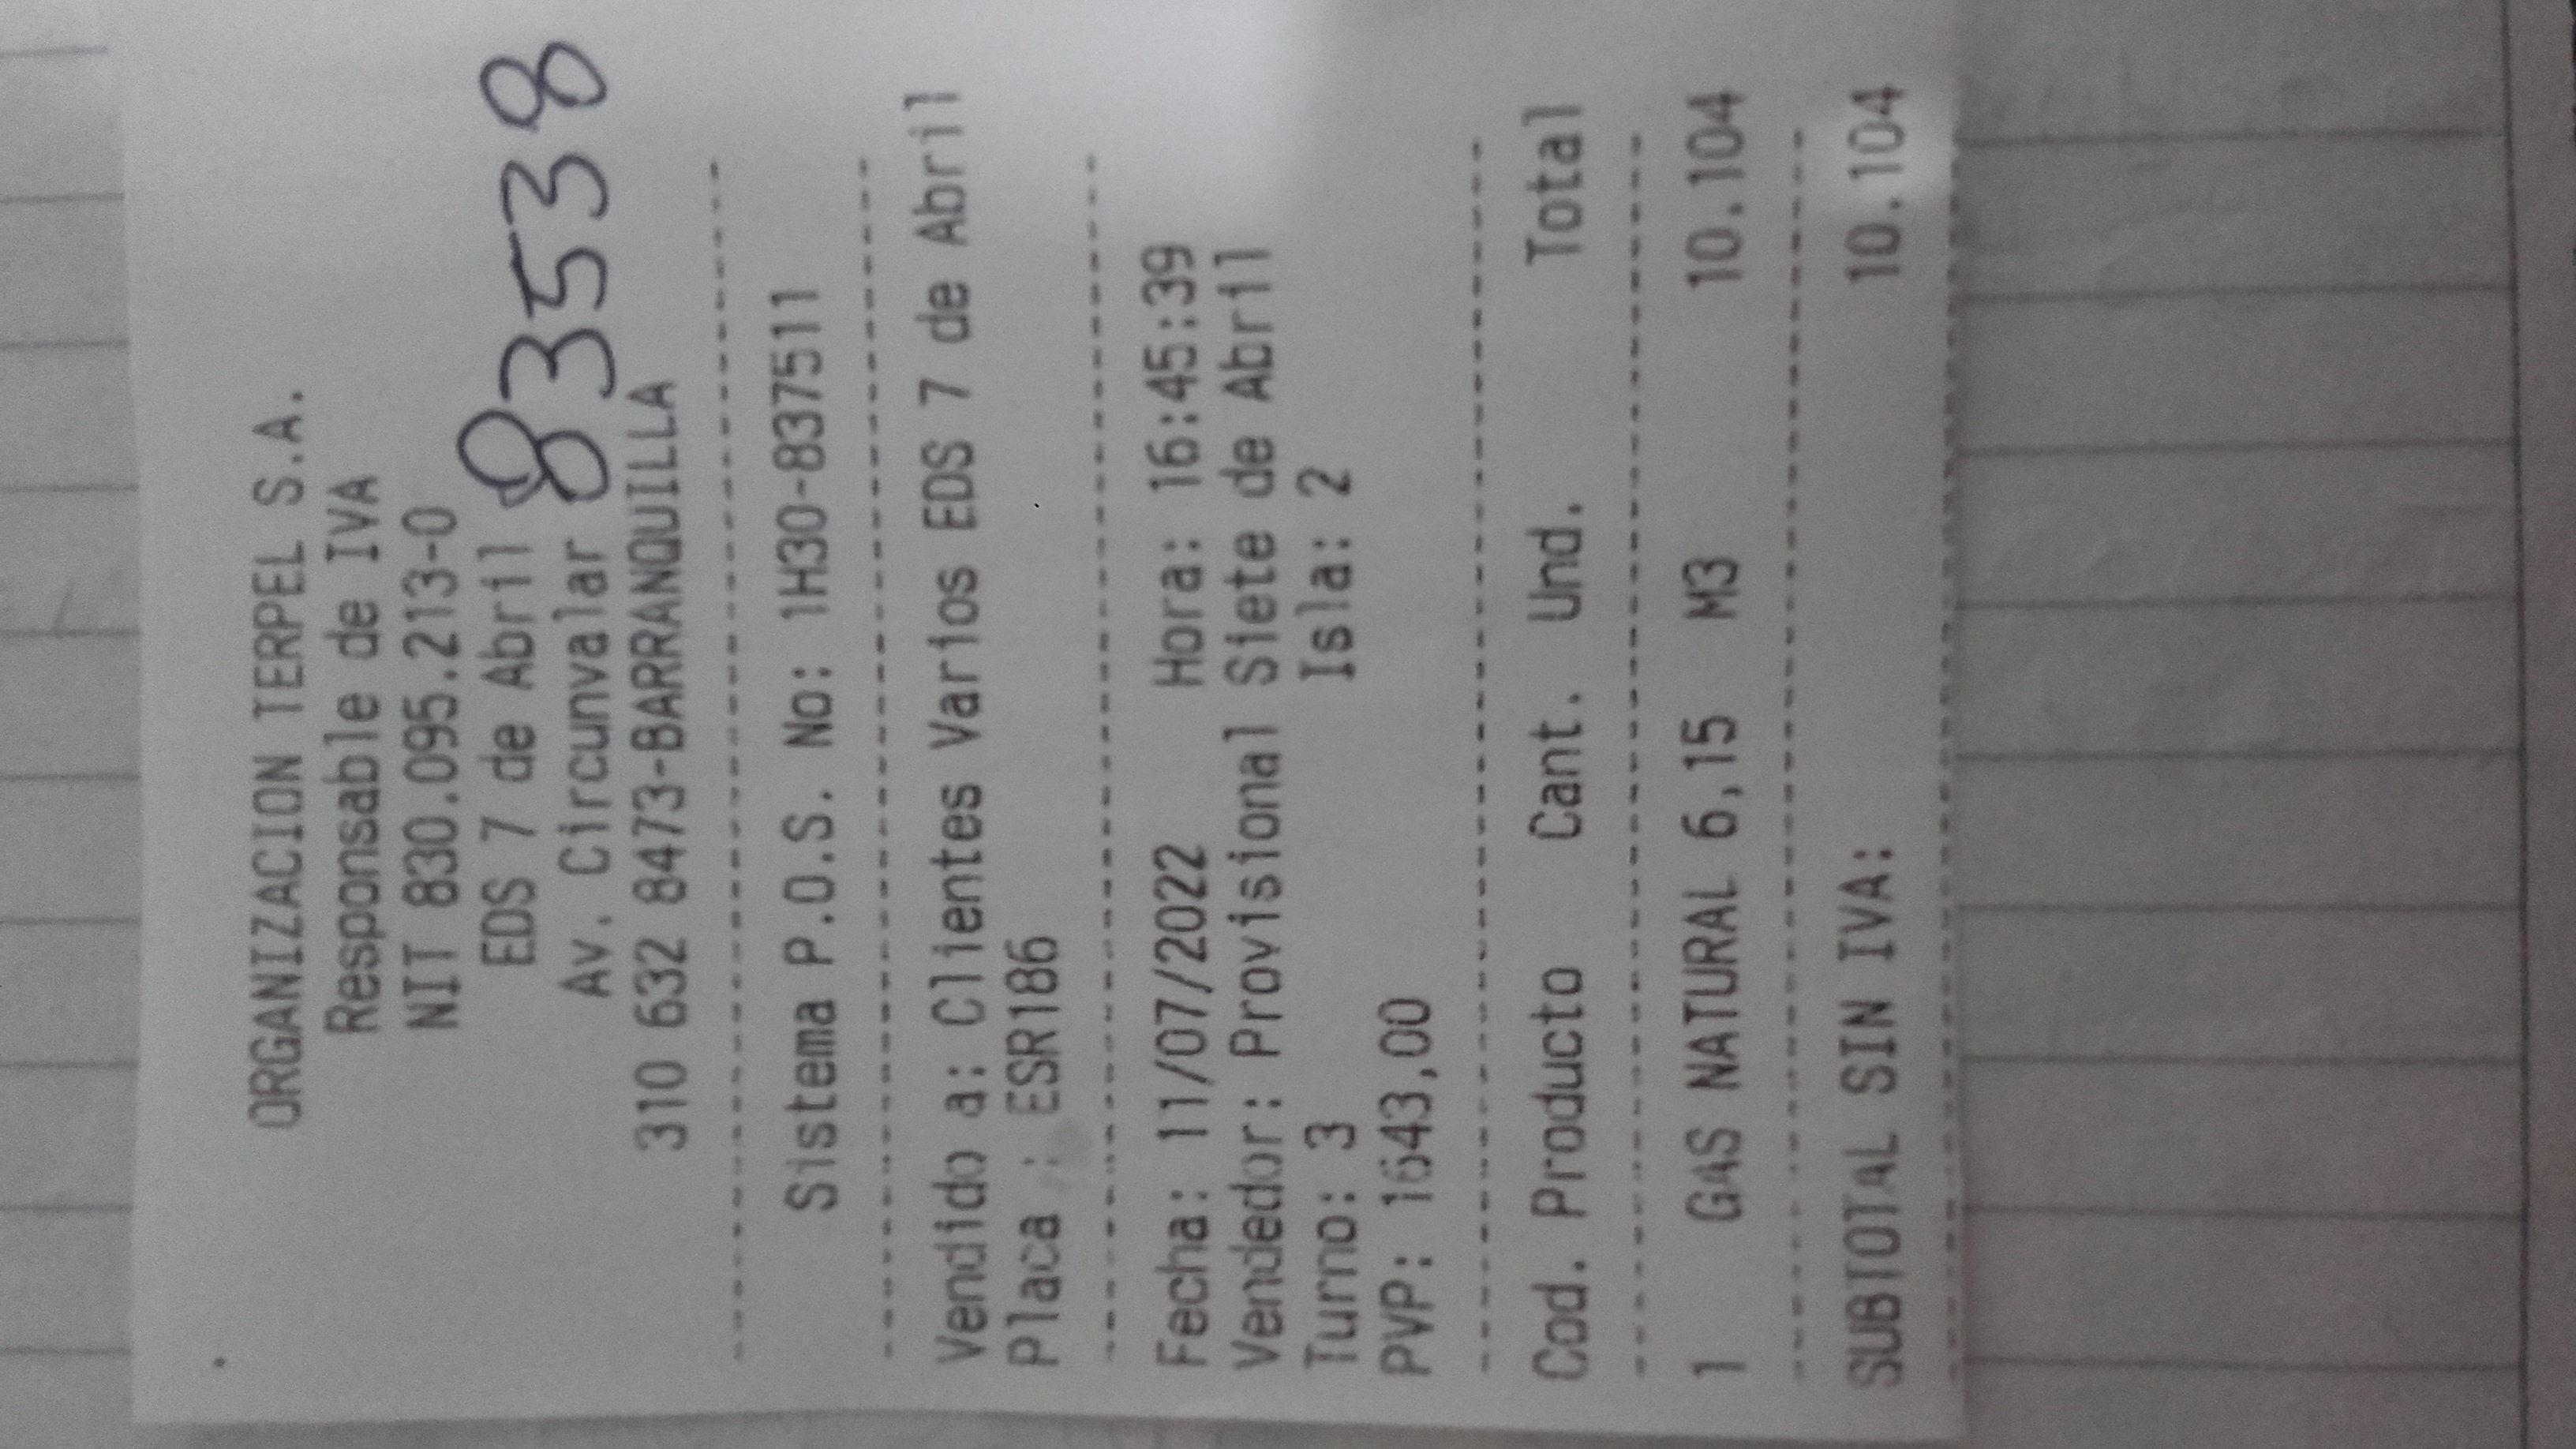 ORGANIZACION TERPEL S.A.
Responsable de IVA
NIT 830.095.213-0
EDS 7 de Abril
83538
Av. Circunvalar
310 632 8473-BARRANQUILLA
Sistema P.O.S. No: 1H30-837511
Vendido a: Clientes Varios EDS 7 de Abril
Placa : ESR186
Fecha: 11/07/2022 Hora: 16:45:39
Vendedor: Provisional Siete de Abril
Turno: 3 Isla: 2
PVP: 1643,00
Cod. Producto Cant. Und. Total
1 GAS NATURAL 6,15 M3 10.104
SUBTOTAL SIN IVA: 10.104